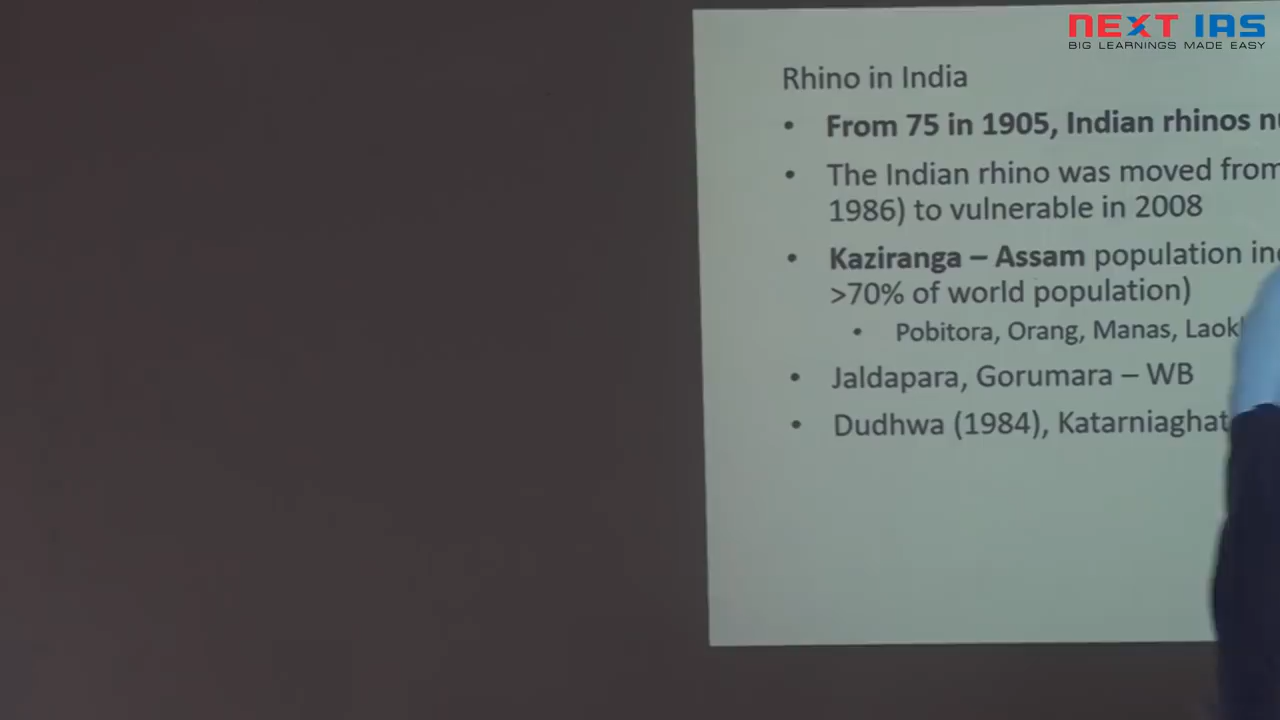 NEXT IAS
BIG LEARNINGS MADE EASY
Rhino in India
• From 75 in 1905, Indian rhinos
• The Indian rhino was moved from
1986) to vulnerable in 2008
• Kaziranga – Assam population
>70% of world population)
• Pobitora, Orang, Manas,
• Jaldapara, Gorumara – WB
• Dudhwa (1984), Katarniaghat